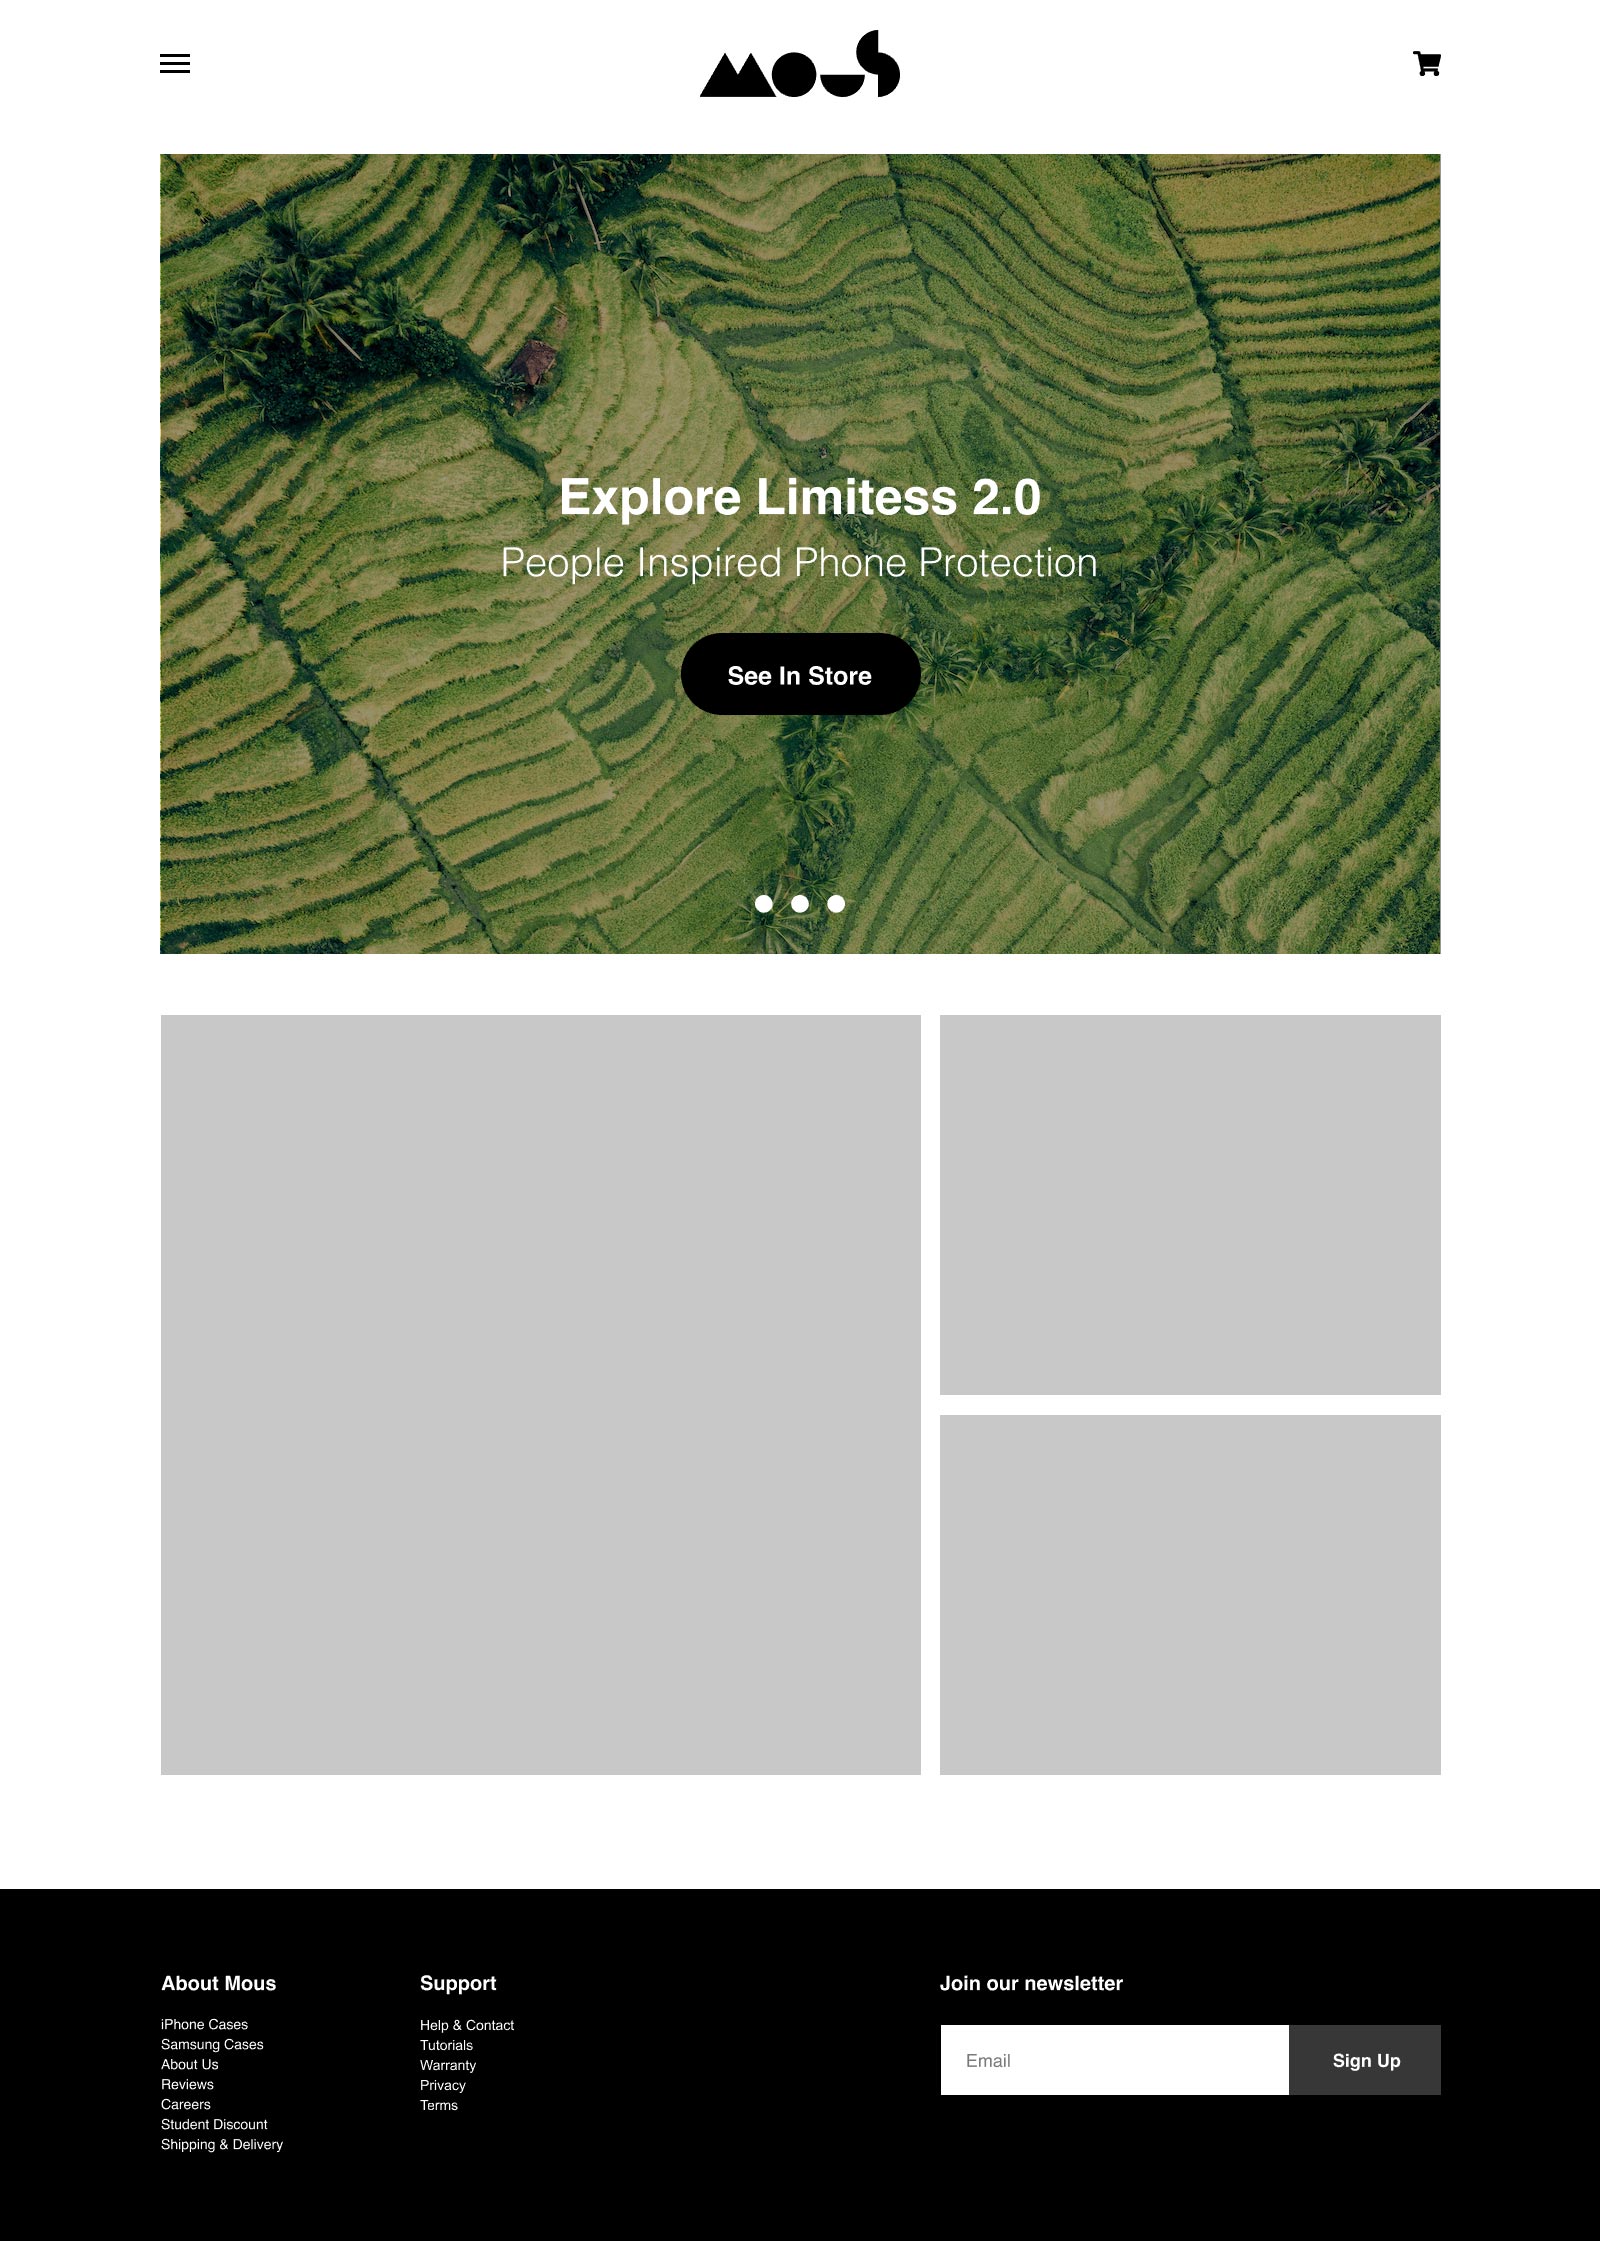 mous
Explore Limitess 2.0
People Inspired Phone Protection
See In Store
About Mous
iPhone Cases
Samsung Cases
About Us
Reviews
Careers
Student Discount
Shipping & Delivery
Support
Help & Contact
Tutorials
Warranty
Privacy
Terms
Join our newsletter
Email
Sign Up